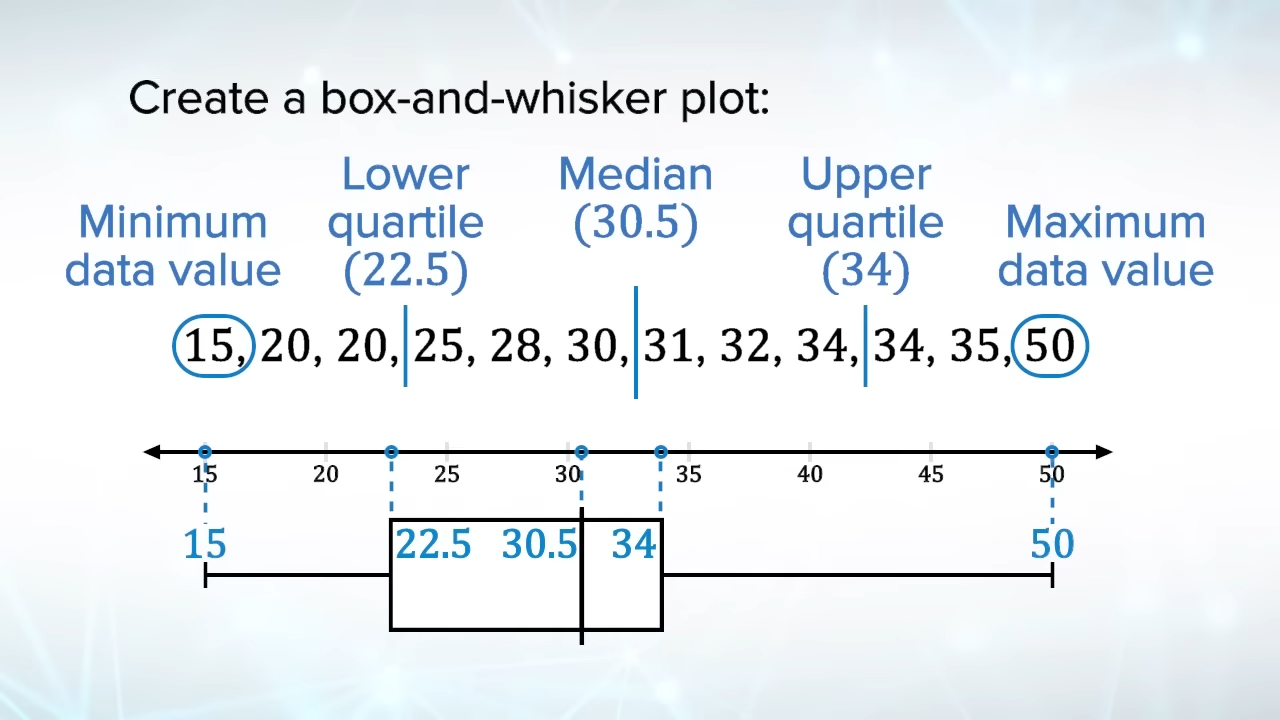 Create a box-and-whisker plot:
Minimum
data value
Lower
quartile
(22.5)
Median
(30.5)
Upper
quartile
(34)
Maximum
data value
15, 20, 20, 25, 28, 30, 31, 32, 34, 34, 35, 50
15 20 25 30 35 40 45 50
15 22.5 30.5 34 50